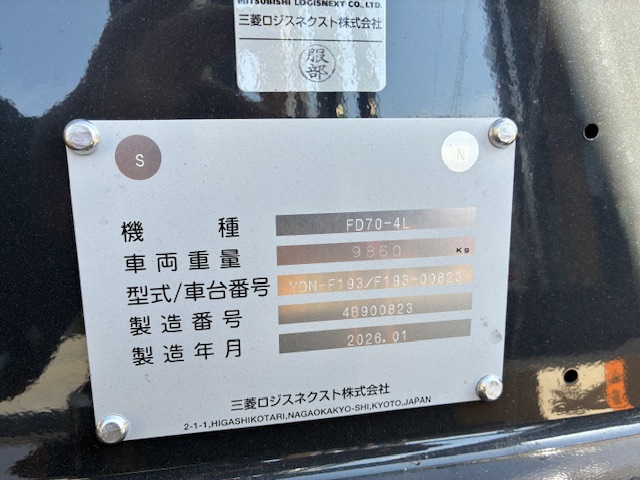 MITSUBISHI LOGISNEXT CO., LTD.
三菱ロジスネクスト株式会社
服部
S N
機種 FD70-4L
車両重量 9860 Kg
型式/車台番号 YDN-F193/F193-00823
製造番号 4B900823
製造年月 2026.01
三菱ロジスネクスト株式会社
2-1-1,HIGASHIKOTARI,NAGAOKAKYO-SHI,KYOTO,JAPAN